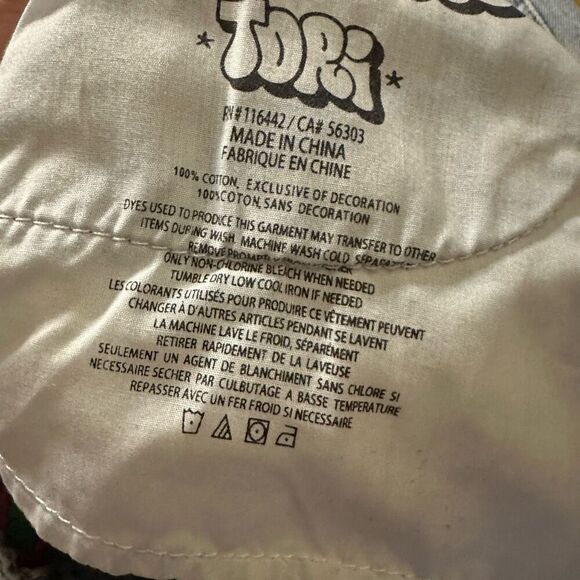 TORI
RN#116442 / CA# 56303
MADE IN CHINA
FABRIQUE EN CHINE
100% COTTON, EXCLUSIVE OF DECORATION
100%COTON, SANS DECORATION
DYES USED TO PRODUCE THIS GARMENT MAY TRANSFER TO OTHER
ITEMS DURING WASH. MACHINE WASH COLD SEPARATELY
REMOVE PROMPTLY
ONLY NON-CHLORINE BLEACH WHEN NEEDED
TUMBLE DRY LOW COOL IRON IF NEEDED
LES COLORANTS UTILISÉS POUR PRODUIRE CE VÊTEMENT PEUVENT
CHANGER À D'AUTRES ARTICLES PENDANT SE LAVENT
LA MACHINE LAVE LE FROID, SÉPARÉMENT
RETIRER RAPIDEMENT DE LA LAVEUSE
SEULEMENT UN AGENT DE BLANCHIMENT SANS CHLORE SI
NECESSAIRE SECHER PAR CULBUTAGE A BASSE TEMPERATURE
REPASSER AVEC UN FER FROID SI NECESSAIRE